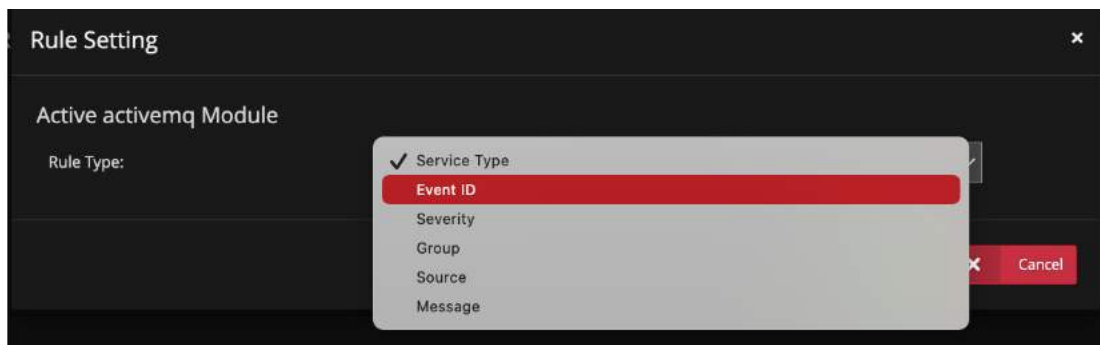 Rule Setting
Active activemq Module
Rule Type:
Service Type
Event ID
Severity
Group
Source
Message
Cancel